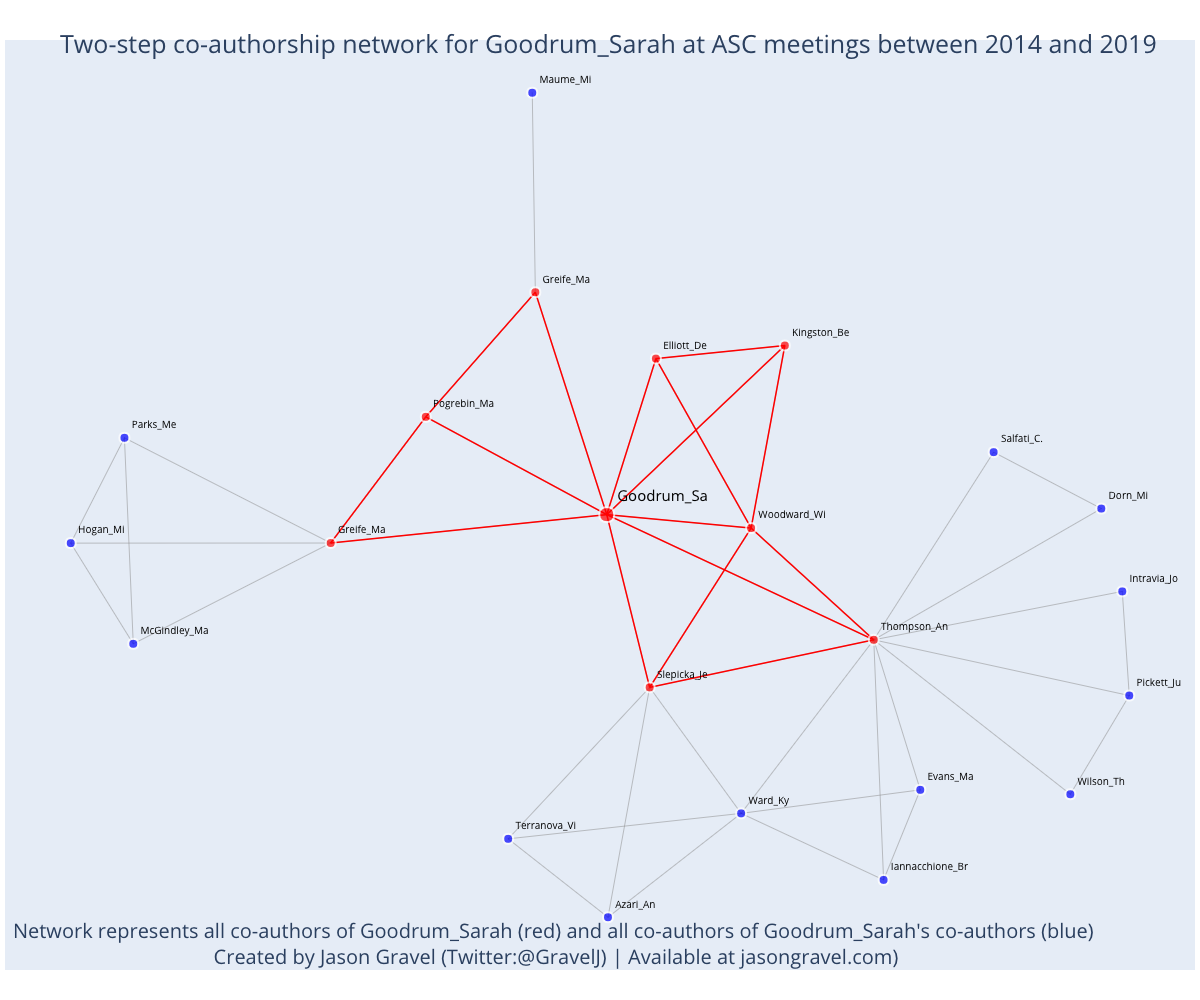 Two-step co-authorship network for Goodrum_Sarah at ASC meetings between 2014 and 2019
Maume_Mi
Greife_Ma
Kingston_Be
Elliott_De
Pogrebin_Ma
Parks_Me
Salfati_C.
Goodrum_Sa
Dorn_Mi
Woodward_Wi
Hogan_Mi
Greife_Ma
Intravia_Jo
McGindley_Ma
Thompson_An
Slepicka_Je
Pickett_Ju
Evans_Ma
Wilson_Th
Ward_Ky
Terranova_Vi
Iannacchione_Br
Azari_An
Network represents all co-authors of Goodrum_Sarah (red) and all co-authors of Goodrum_Sarah's co-authors (blue)
Created by Jason Gravel (Twitter:@GravelJ) | Available at jasongravel.com)